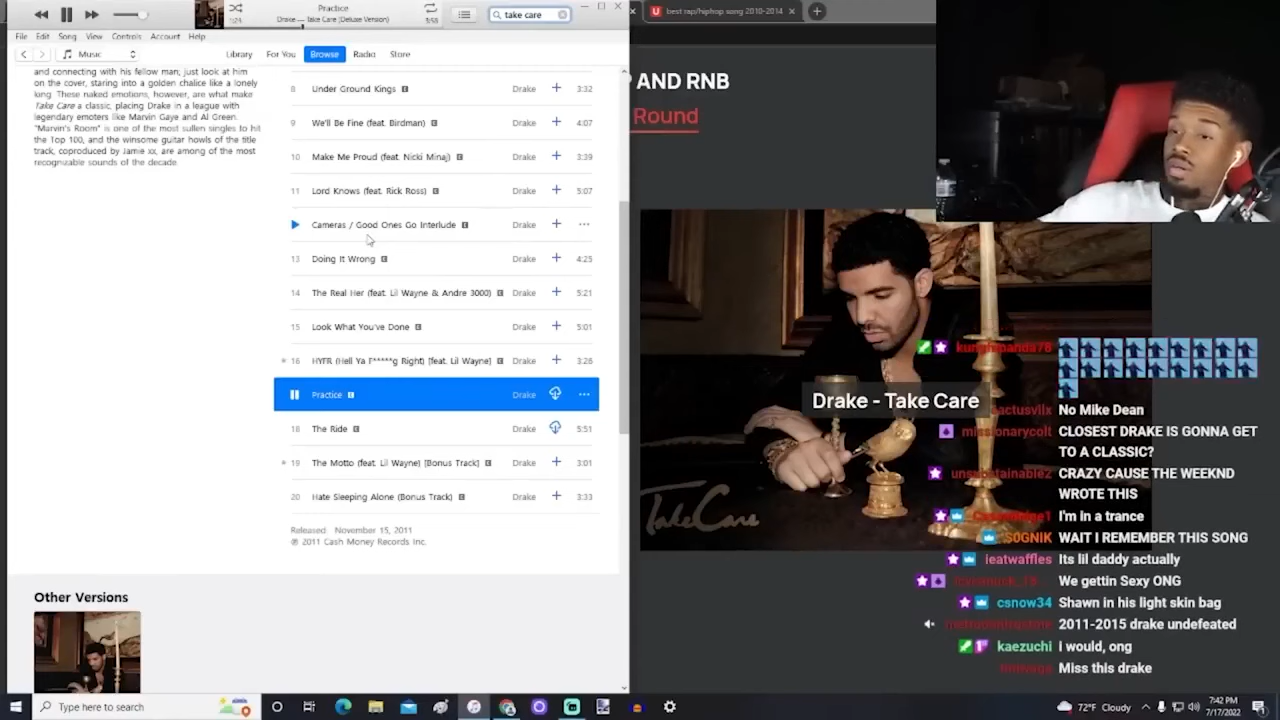 Practice
Drake — Take Care (Deluxe Version)
1:58
take care
best rap/hiphop song 2010-2014
File Edit Song View Controls Account Help
Music
Library For You Browse Radio Store
and connecting with his fellow man; just look at him
on the cover, staring into a golden chalice like a lonely
king. These naked emotions, however, are what make
Take Care a classic, placing Drake in a league with
legendary emoters like Marvin Gaye and Al Green.
"Marvin's Room" is one of the most sullen singles to hit
the Top 100, and the winsome guitar howls of the title
track, coproduced by Jamie xx, are among of the most
recognizable sounds of the decade.
8 Under Ground Kings E Drake + 3:32
9 We'll Be Fine (feat. Birdman) E Drake + 4:07
10 Make Me Proud (feat. Nicki Minaj) E Drake + 3:39
11 Lord Knows (feat. Rick Ross) E Drake + 5:07
Cameras / Good Ones Go Interlude E Drake + ...
13 Doing It Wrong E Drake + 4:25
14 The Real Her (feat. Lil Wayne & Andre 3000) E Drake + 5:21
15 Look What You've Done E Drake + 5:01
16 HYFR (Hell Ya F*****g Right) [feat. Lil Wayne] E Drake + 3:26
Practice E Drake ...
18 The Ride E Drake 5:51
19 The Motto (feat. Lil Wayne) [Bonus Track] E Drake + 3:01
20 Hate Sleeping Alone (Bonus Track) E Drake + 3:33
Released November 15, 2011
℗ 2011 Cash Money Records Inc.
Other Versions
AND RNB
Round
Drake - Take Care
TakeCare
kungfupanda78
No Mike Dean
missionarycolt CLOSEST DRAKE IS GONNA GET
TO A CLASSIC?
unsubstainable2 CRAZY CAUSE THE WEEKND
WROTE THIS
I'm in a trance
S0GNIK WAIT I REMEMBER THIS SONG
ieatwaffles Its lil daddy actually
We gettin Sexy ONG
csnow34 Shawn in his light skin bag
2011-2015 drake undefeated
kaezuchi I would, ong
Miss this drake
Type here to search
72°F Cloudy
7:42 PM
7/17/2022